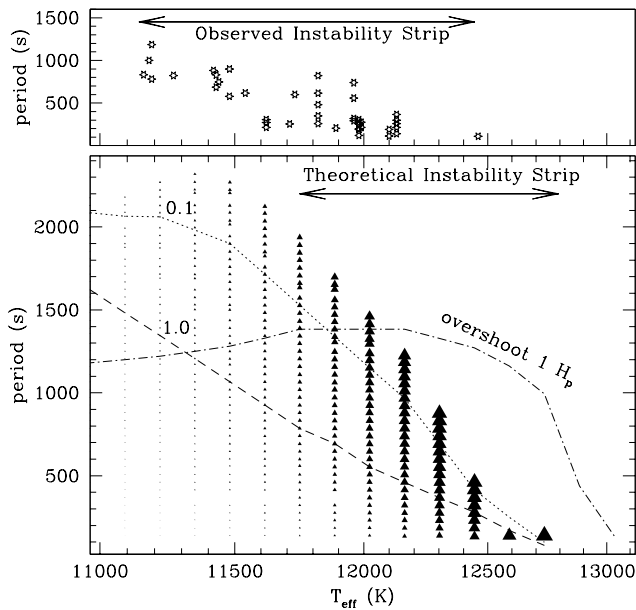 1500
1000
500
period (s)
Observed Instability Strip
Theoretical Instability Strip
2000
1500
1000
500
period (s)
0.1
1.0
overshoot 1 Hp
11000 11500 12000 12500 13000
Teff (K)